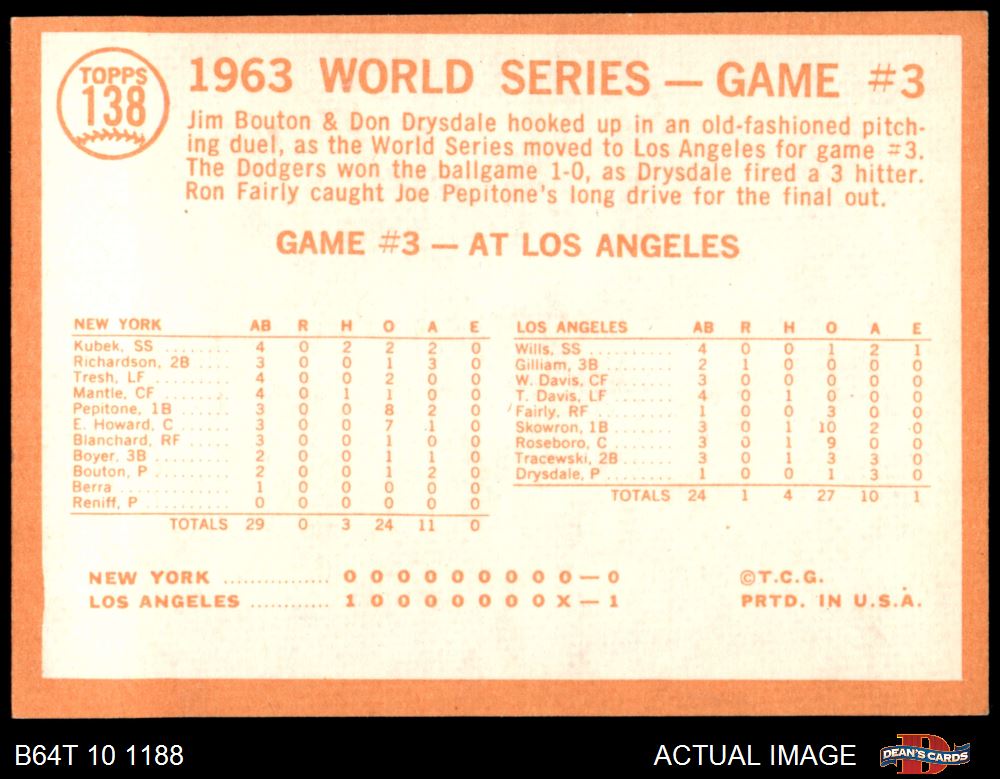 TOPPS
138
1963 WORLD SERIES — GAME #3
Jim Bouton & Don Drysdale hooked up in an old-fashioned pitch-
ing duel, as the World Series moved to Los Angeles for game #3.
The Dodgers won the ballgame 1-0, as Drysdale fired a 3 hitter.
Ron Fairly caught Joe Pepitone's long drive for the final out.
GAME #3 — AT LOS ANGELES
NEW YORK AB R H O A E
Kubek, SS ........ 4 0 2 2 2 0
Richardson, 2B ..... 3 0 0 1 3 0
Tresh, LF ........ 4 0 0 2 0 0
Mantle, CF ....... 4 0 1 1 0 0
Pepitone, 1B ...... 3 0 0 8 2 0
E. Howard, C ...... 3 0 0 7 1 0
Blanchard, RF ..... 3 0 0 1 0 0
Boyer, 3B ........ 2 0 0 1 1 0
Bouton, P ........ 2 0 0 1 2 0
Berra ............ 1 0 0 0 0 0
Reniff, P ......... 0 0 0 0 0 0
TOTALS 29 0 3 24 11 0
LOS ANGELES AB R H O A E
Wills, SS .......... 4 0 0 1 2 1
Gilliam, 3B ........ 2 1 0 0 0 0
W. Davis, CF ....... 3 0 0 0 0 0
T. Davis, LF ....... 4 0 1 0 0 0
Fairly, RF ......... 1 0 0 3 0 0
Skowron, 1B ....... 3 0 1 10 2 0
Roseboro, C ....... 3 0 1 9 0 0
Tracewski, 2B ...... 3 0 1 3 3 0
Drysdale, P ........ 1 0 0 1 3 0
TOTALS 24 1 4 27 10 1
NEW YORK ............... 0 0 0 0 0 0 0 0 0 — 0
LOS ANGELES ............ 1 0 0 0 0 0 0 0 X — 1
©T.C.G.
PRTD. IN U.S.A.
B64T 10 1188
ACTUAL IMAGE
D
DEAN'S CARDS